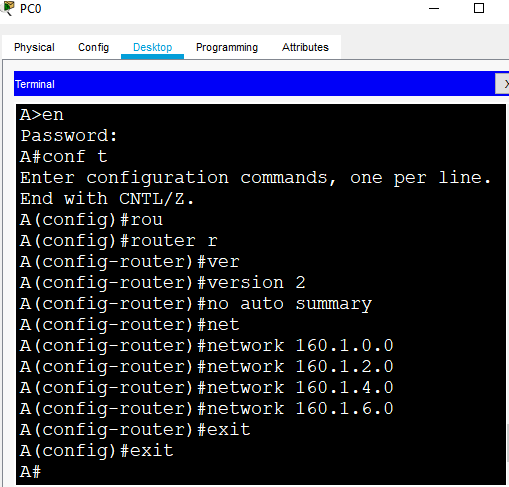 PC0
Physical Config Desktop Programming Attributes
Terminal X
A>en
Password:
A#conf t
Enter configuration commands, one per line.
End with CNTL/Z.
A(config)#rou
A(config)#router r
A(config-router)#ver
A(config-router)#version 2
A(config-router)#no auto summary
A(config-router)#net
A(config-router)#network 160.1.0.0
A(config-router)#network 160.1.2.0
A(config-router)#network 160.1.4.0
A(config-router)#network 160.1.6.0
A(config-router)#exit
A(config)#exit
A#